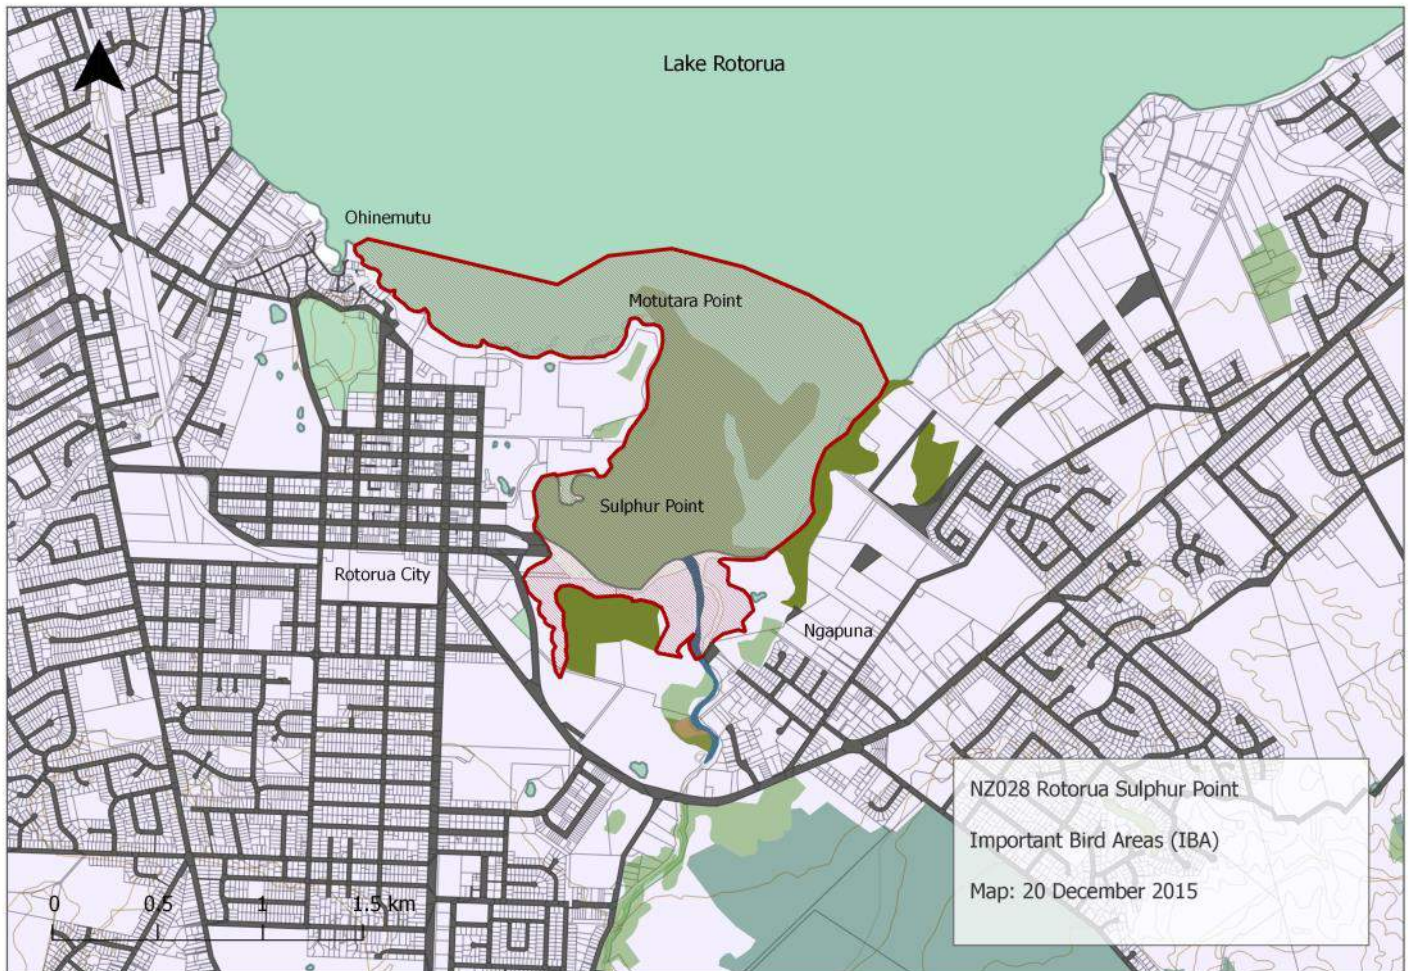 Lake Rotorua
Ohinemutu
Motutara Point
Sulphur Point
Rotorua City
Ngapuna
NZ028 Rotorua Sulphur Point
Important Bird Areas (IBA)
Map: 20 December 2015
0 0.5 1 1.5 km